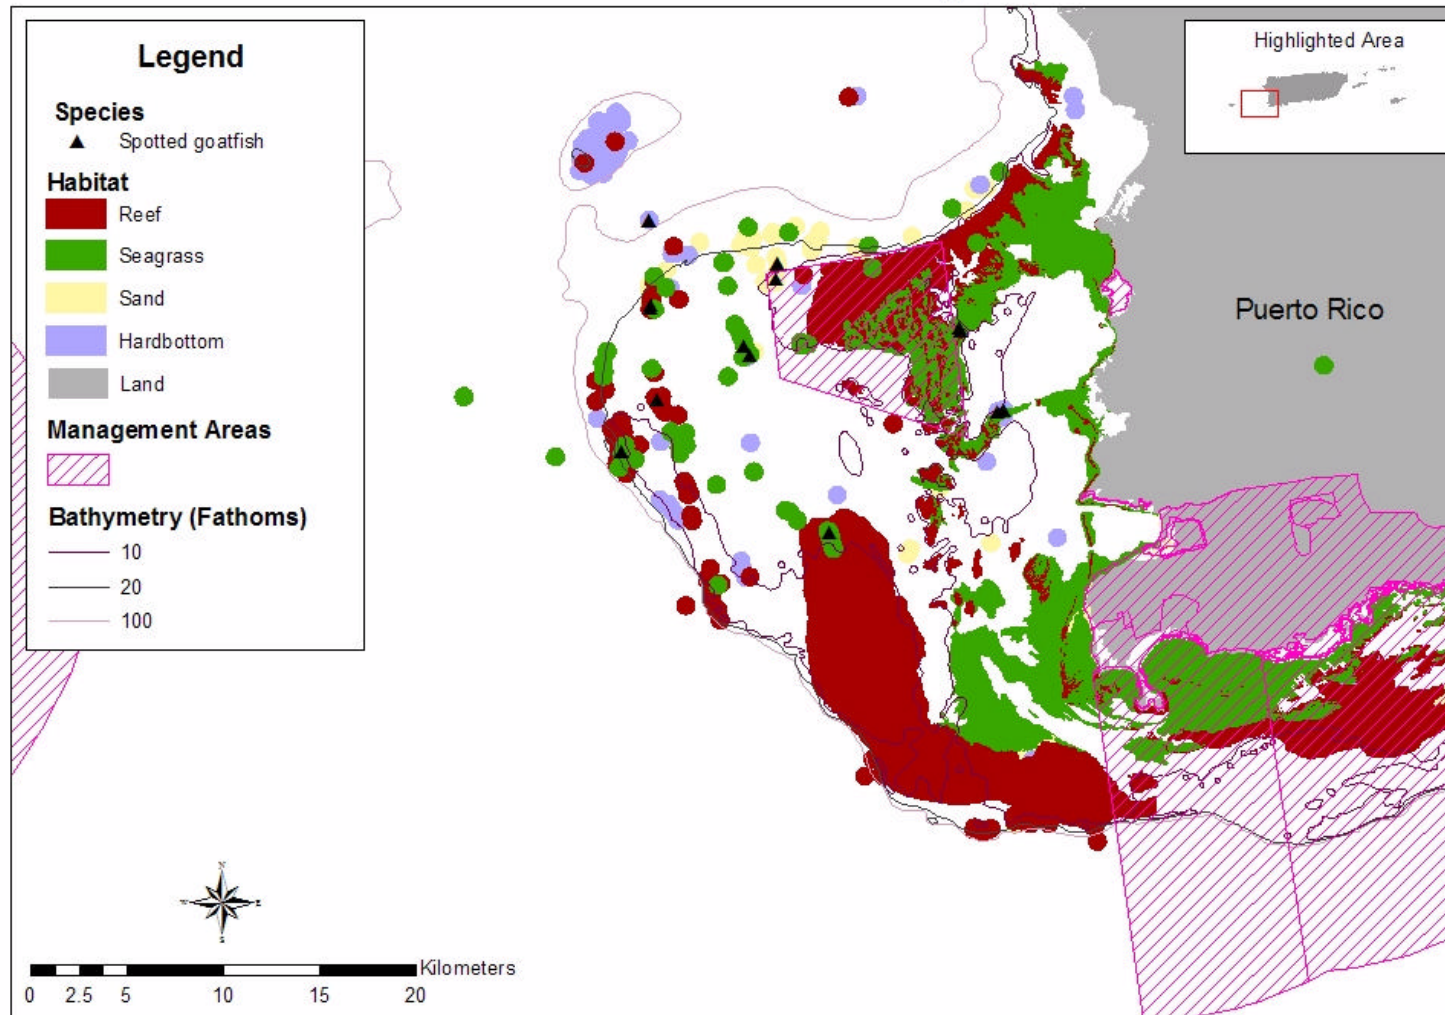 Legend
Species
Spotted goatfish
Habitat
Reef
Seagrass
Sand
Hardbottom
Land
Management Areas
Bathymetry (Fathoms)
10
20
100
Highlighted Area
Puerto Rico
N
W E
S
Kilometers
0 2.5 5 10 15 20